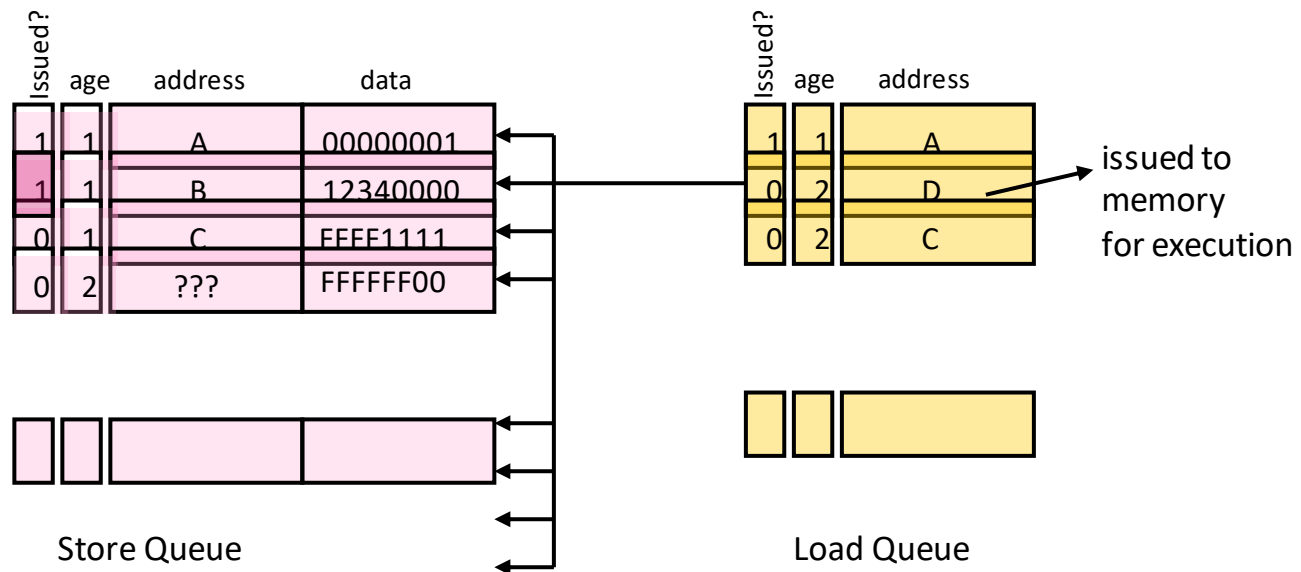 Issued? age address data
1 1 A 00000001
1 1 B 12340000
0 1 C FFFF1111
0 2 ??? FFFFFF00
Store Queue
Issued? age address
1 1 A
0 2 D
0 2 C
issued to
memory
for execution
Load Queue